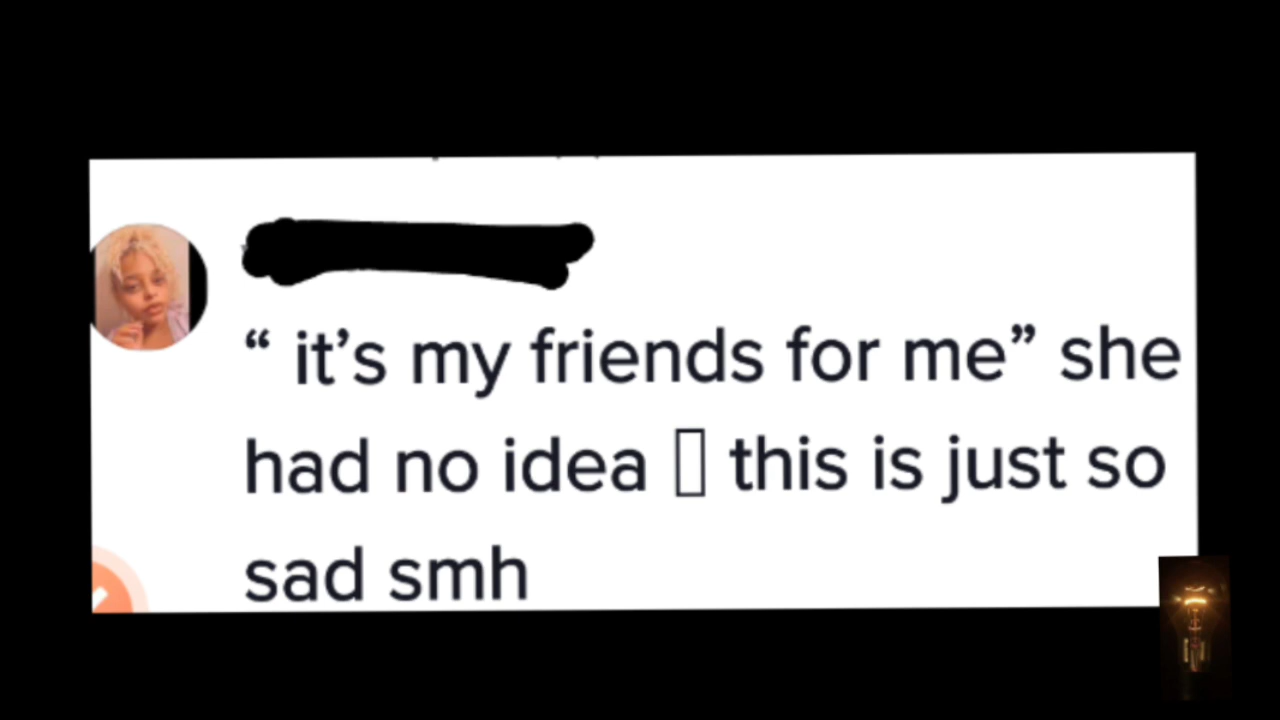 “ it’s my friends for me” she
had no idea ▯ this is just so
sad smh